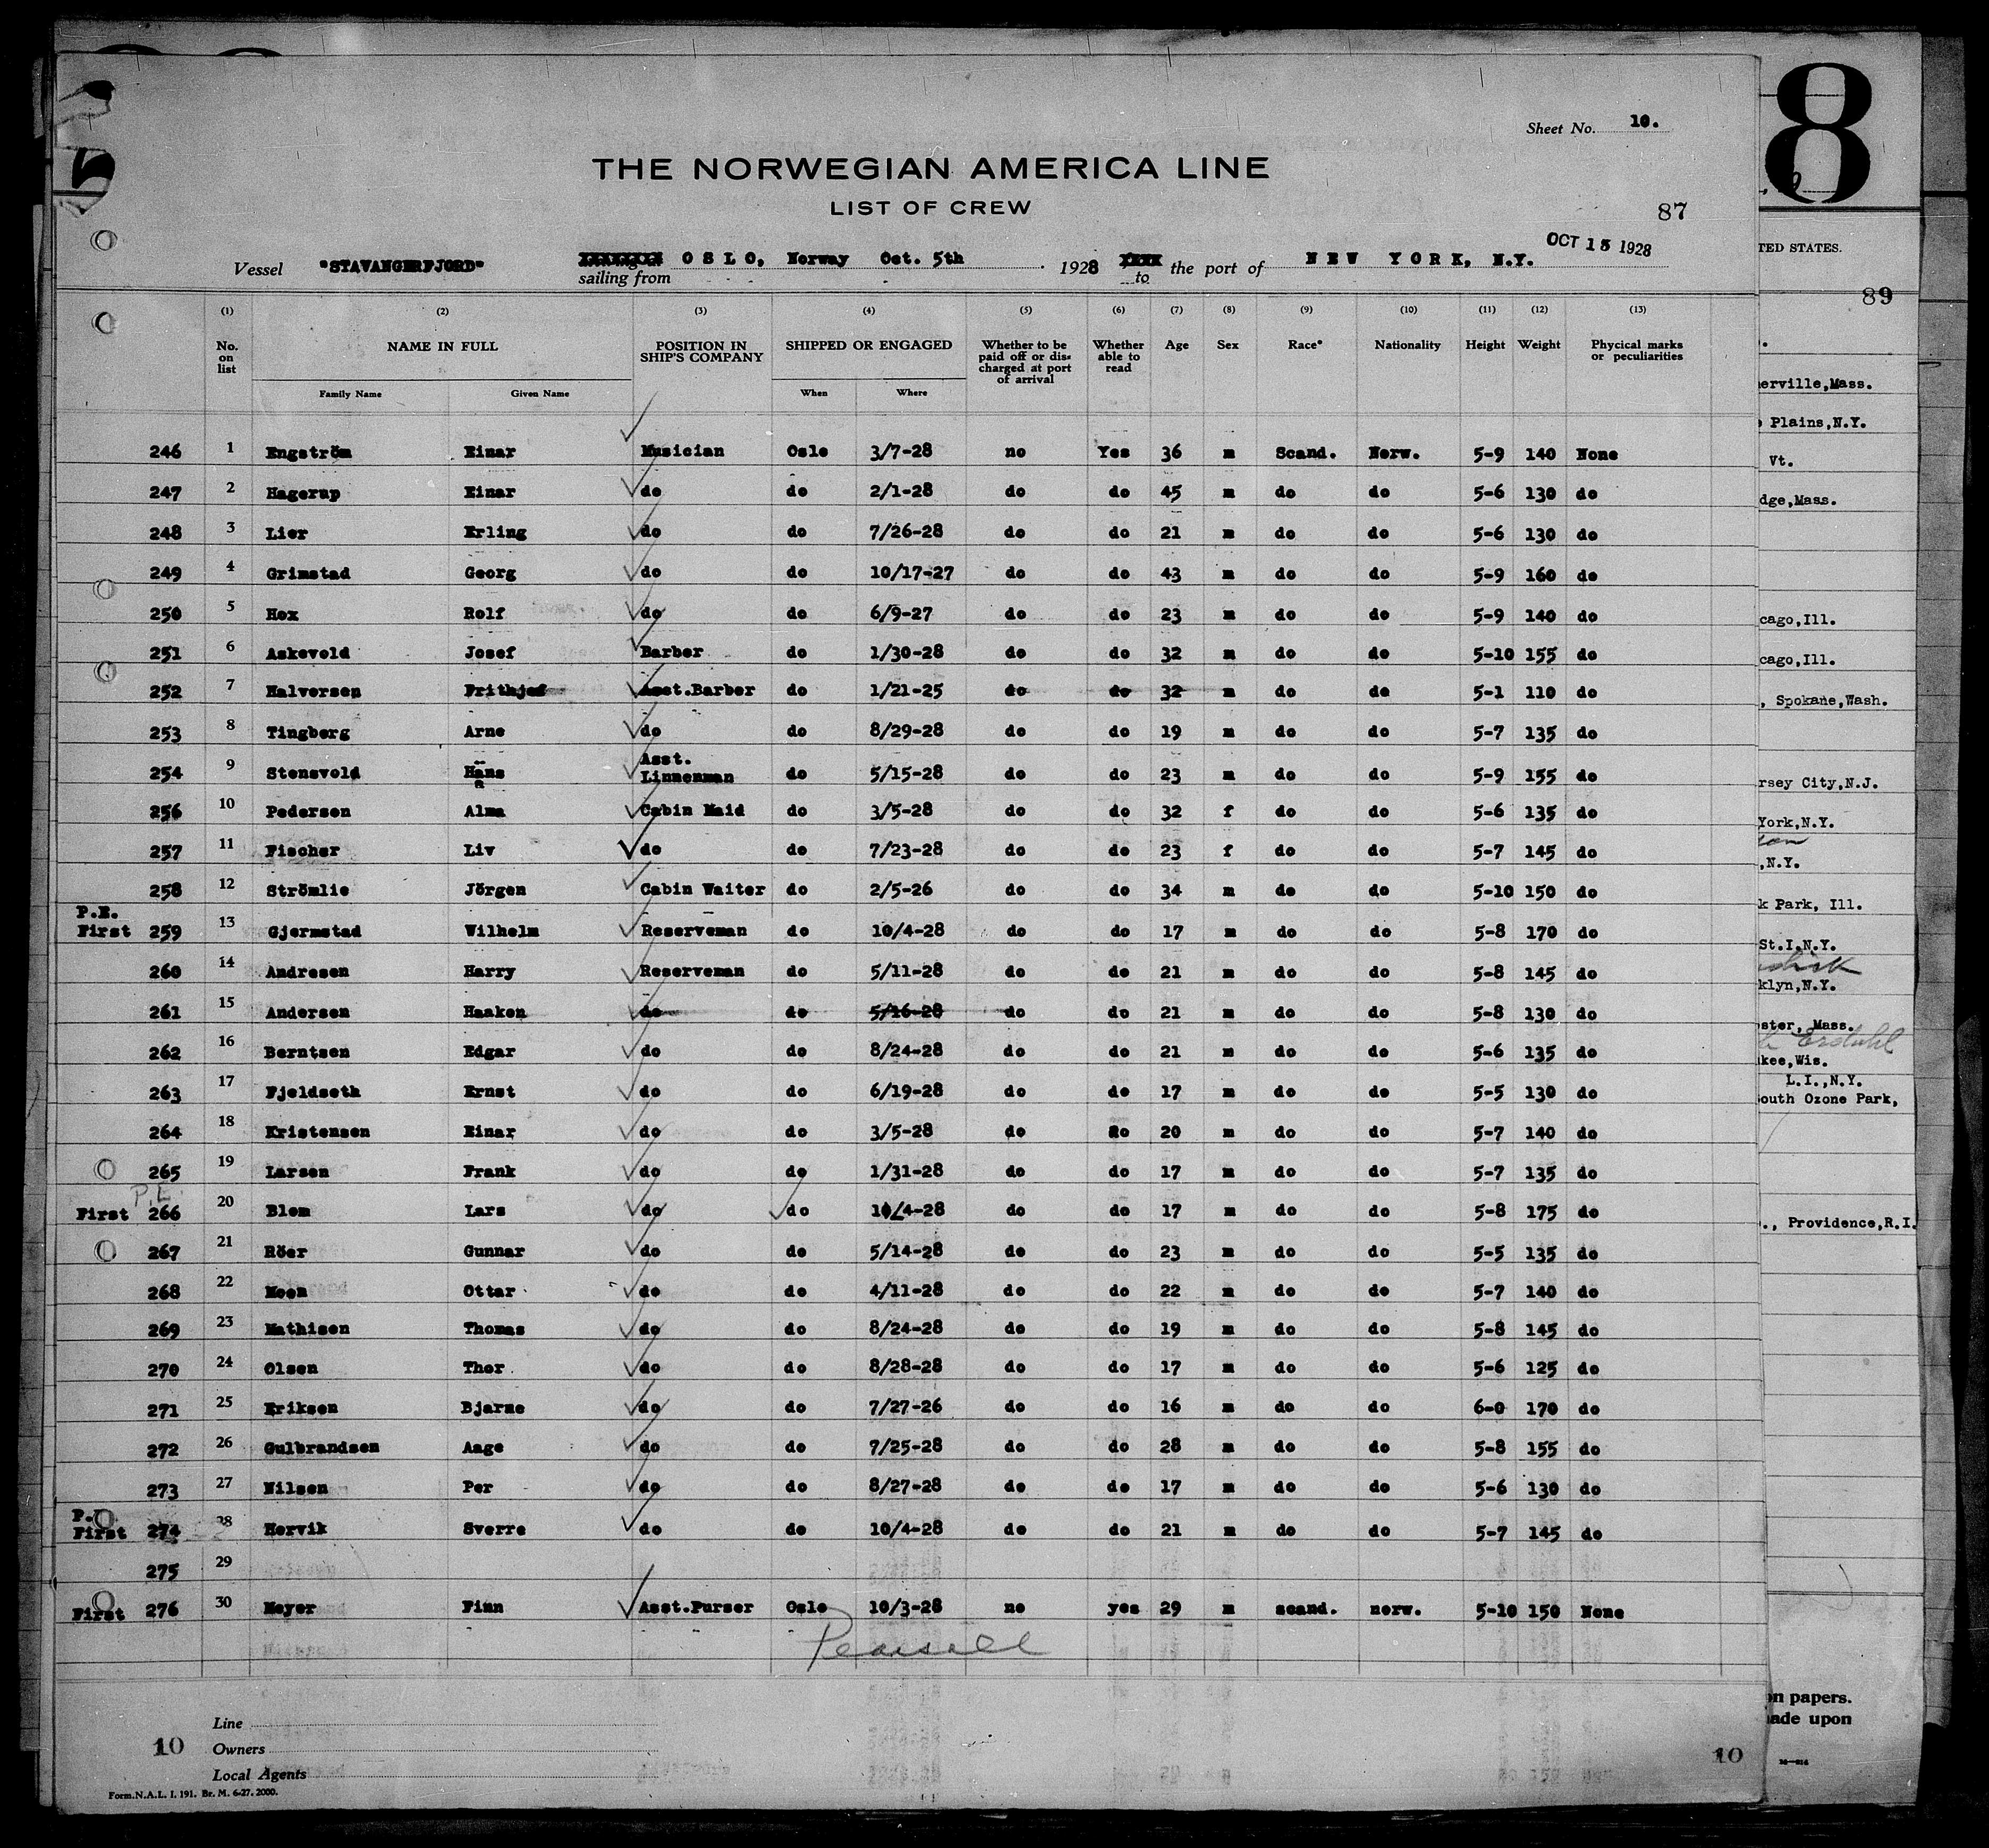 8
Sheet No. 10.
THE NORWEGIAN AMERICA LINE
LIST OF CREW
87
OCT 15 1928
Vessel "STAVANGERFJORD" sailing from OSLO, Norway Oct. 5th 1928 to the port of NEW YORK, N.Y.
TED STATES.
89
(1) (2) (3) (4) (5) (6) (7) (8) (9) (10) (11) (12) (13)
No. on list NAME IN FULL POSITION IN SHIP'S COMPANY SHIPPED OR ENGAGED Whether to be paid off or discharged at port of arrival Whether able to read Age Sex Race* Nationality Height Weight Phycical marks or peculiarities
Family Name Given Name When Where
246 1 Engström Einar Musician Oslo 3/7-28 no Yes 36 m Scand. Norw. 5-9 140 None
247 2 Hagerup Einar do do 2/1-28 do do 45 m do do 5-6 130 do
248 3 Lier Erling do do 7/26-28 do do 21 m do do 5-6 130 do
249 4 Grimstad Georg do do 10/17-27 do do 43 m do do 5-9 160 do
250 5 Hox Rolf do do 6/9-27 do do 23 m do do 5-9 140 do
251 6 Askevold Josef Barber do 1/30-28 do do 32 m do do 5-10 155 do
252 7 Halvorsen Frithjof Asst.Barber do 1/21-25 do do 32 m do do 5-1 110 do
253 8 Tingberg Arne do do 8/29-28 do do 19 m do do 5-7 135 do
254 9 Stensvold Hans Asst. Linnenman do 5/15-28 do do 23 m do do 5-9 155 do
256 10 Pedersen Alma Cabin Maid do 3/5-28 do do 32 f do do 5-6 135 do
257 11 Fischer Liv do do 7/23-28 do do 23 f do do 5-7 145 do
258 12 Strömlie Jörgen Cabin Waiter do 2/5-26 do do 34 m do do 5-10 150 do
P.E.
First 259 13 Gjermstad Wilhelm Reserveman do 10/4-28 do do 17 m do do 5-8 170 do
260 14 Andresen Harry Reserveman do 5/11-28 do do 21 m do do 5-8 145 do
261 15 Andersen Haakon do do 5/16-28 do do 21 m do do 5-8 130 do
262 16 Berntsen Edgar do do 8/24-28 do do 21 m do do 5-6 135 do
263 17 Fjeldseth Ernst do do 6/19-28 do do 17 m do do 5-5 130 do
264 18 Kristensen Einar do do 3/5-28 do do 20 m do do 5-7 140 do
265 19 Larsen Frank do do 1/31-28 do do 17 m do do 5-7 135 do
P.E.
First 266 20 Blom Lars do do 10/4-28 do do 17 m do do 5-8 175 do
267 21 Röer Gunnar do do 5/14-28 do do 23 m do do 5-5 135 do
268 22 Moen Ottar do do 4/11-28 do do 22 m do do 5-7 140 do
269 23 Mathisen Thomas do do 8/24-28 do do 19 m do do 5-8 145 do
270 24 Olsen Thor do do 8/28-28 do do 17 m do do 5-6 125 do
271 25 Eriksen Bjarne do do 7/27-26 do do 16 m do do 6-0 170 do
272 26 Gulbrandsen Aage do do 7/25-28 do do 28 m do do 5-8 155 do
273 27 Nilsen Per do do 8/27-28 do do 17 m do do 5-6 130 do
First 274 28 Hervik Sverre do do 10/4-28 do do 21 m do do 5-7 145 do
275 29
First 276 30 Meyer Finn Asst.Purser Oslo 10/3-28 no yes 29 m scand. norw. 5-10 150 None
Pearsall
Line
10 Owners 10
Local Agents
Form.N.A.L. I. 191. Br. M. 6-27. 2000.
erville,Mass.
Plains,N.Y.
Vt.
dge,Mass.
cago,Ill.
cago,Ill.
, Spokane,Wash.
rsey City,N.J.
York,N.Y.
,N.Y.
k Park, Ill.
St.I.N.Y.
klyn,N.Y.
ster, Mass.
kee,Wis.
L.I.,N.Y.
outh Ozone Park,
., Providence,R.I.
on papers.
ade upon